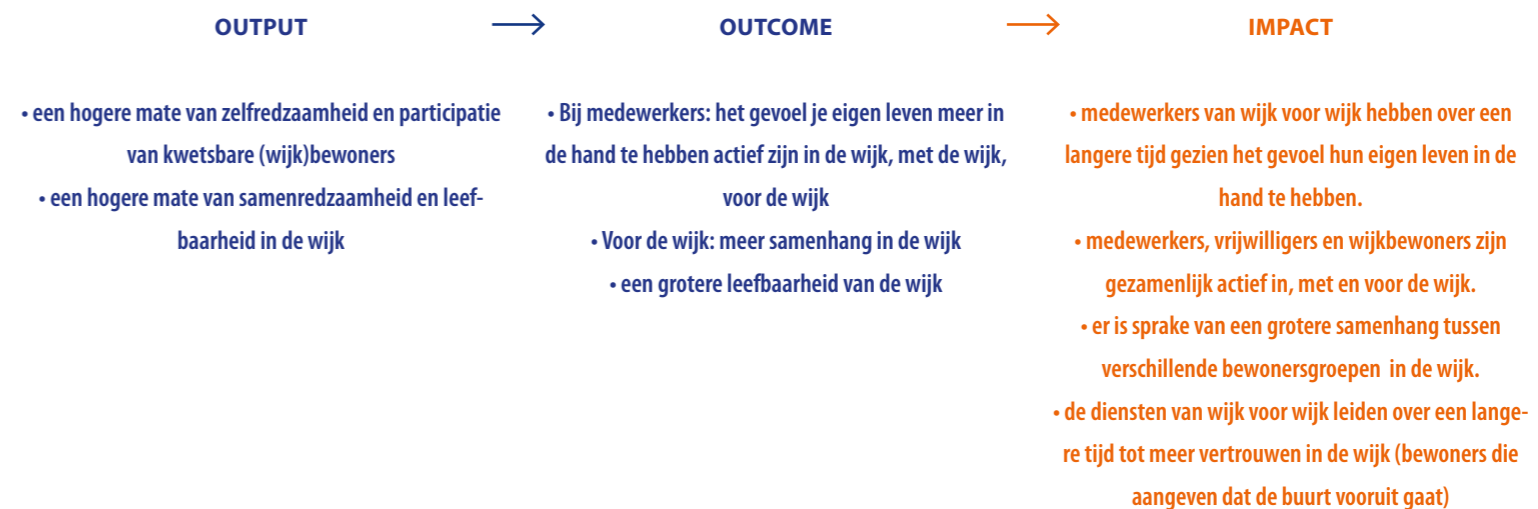 OUTPUT → OUTCOME → IMPACT
• een hogere mate van zelfredzaamheid en participatie
van kwetsbare (wijk)bewoners
• een hogere mate van samenredzaamheid en leef-
baarheid in de wijk
• Bij medewerkers: het gevoel je eigen leven meer in
de hand te hebben actief zijn in de wijk, met de wijk,
voor de wijk
• Voor de wijk: meer samenhang in de wijk
• een grotere leefbaarheid van de wijk
• medewerkers van wijk voor wijk hebben over een
langere tijd gezien het gevoel hun eigen leven in de
hand te hebben.
• medewerkers, vrijwilligers en wijkbewoners zijn
gezamenlijk actief in, met en voor de wijk.
• er is sprake van een grotere samenhang tussen
verschillende bewonersgroepen in de wijk.
• de diensten van wijk voor wijk leiden over een lange-
re tijd tot meer vertrouwen in de wijk (bewoners die
aangeven dat de buurt vooruit gaat)